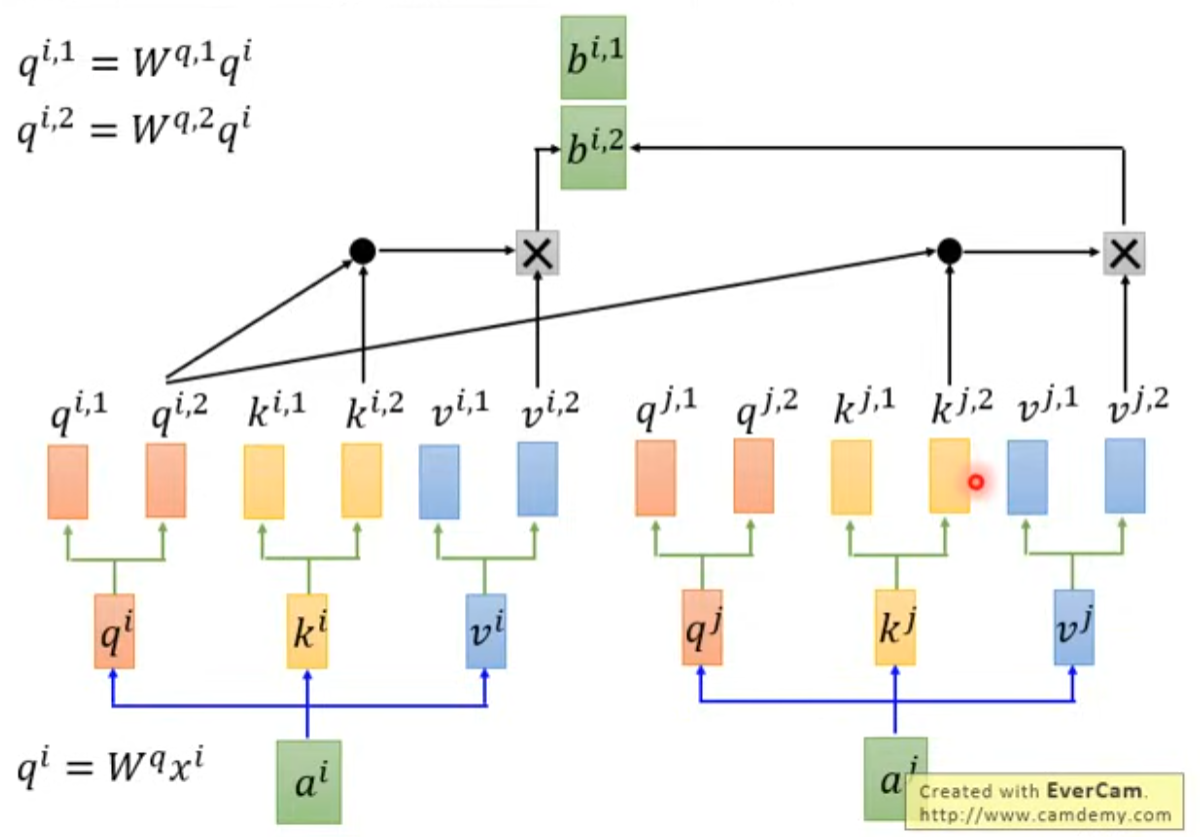 q^{i,1} = W^{q,1}q^i
q^{i,2} = W^{q,2}q^i
b^{i,1}
b^{i,2}
q^{i,1} q^{i,2} k^{i,1} k^{i,2} v^{i,1} v^{i,2} q^{j,1} q^{j,2} k^{j,1} k^{j,2} v^{j,1} v^{j,2}
q^i k^i v^i q^j k^j v^j
q^i = W^q x^i
a^i a^j
Created with EverCam.
http://www.camdemy.com